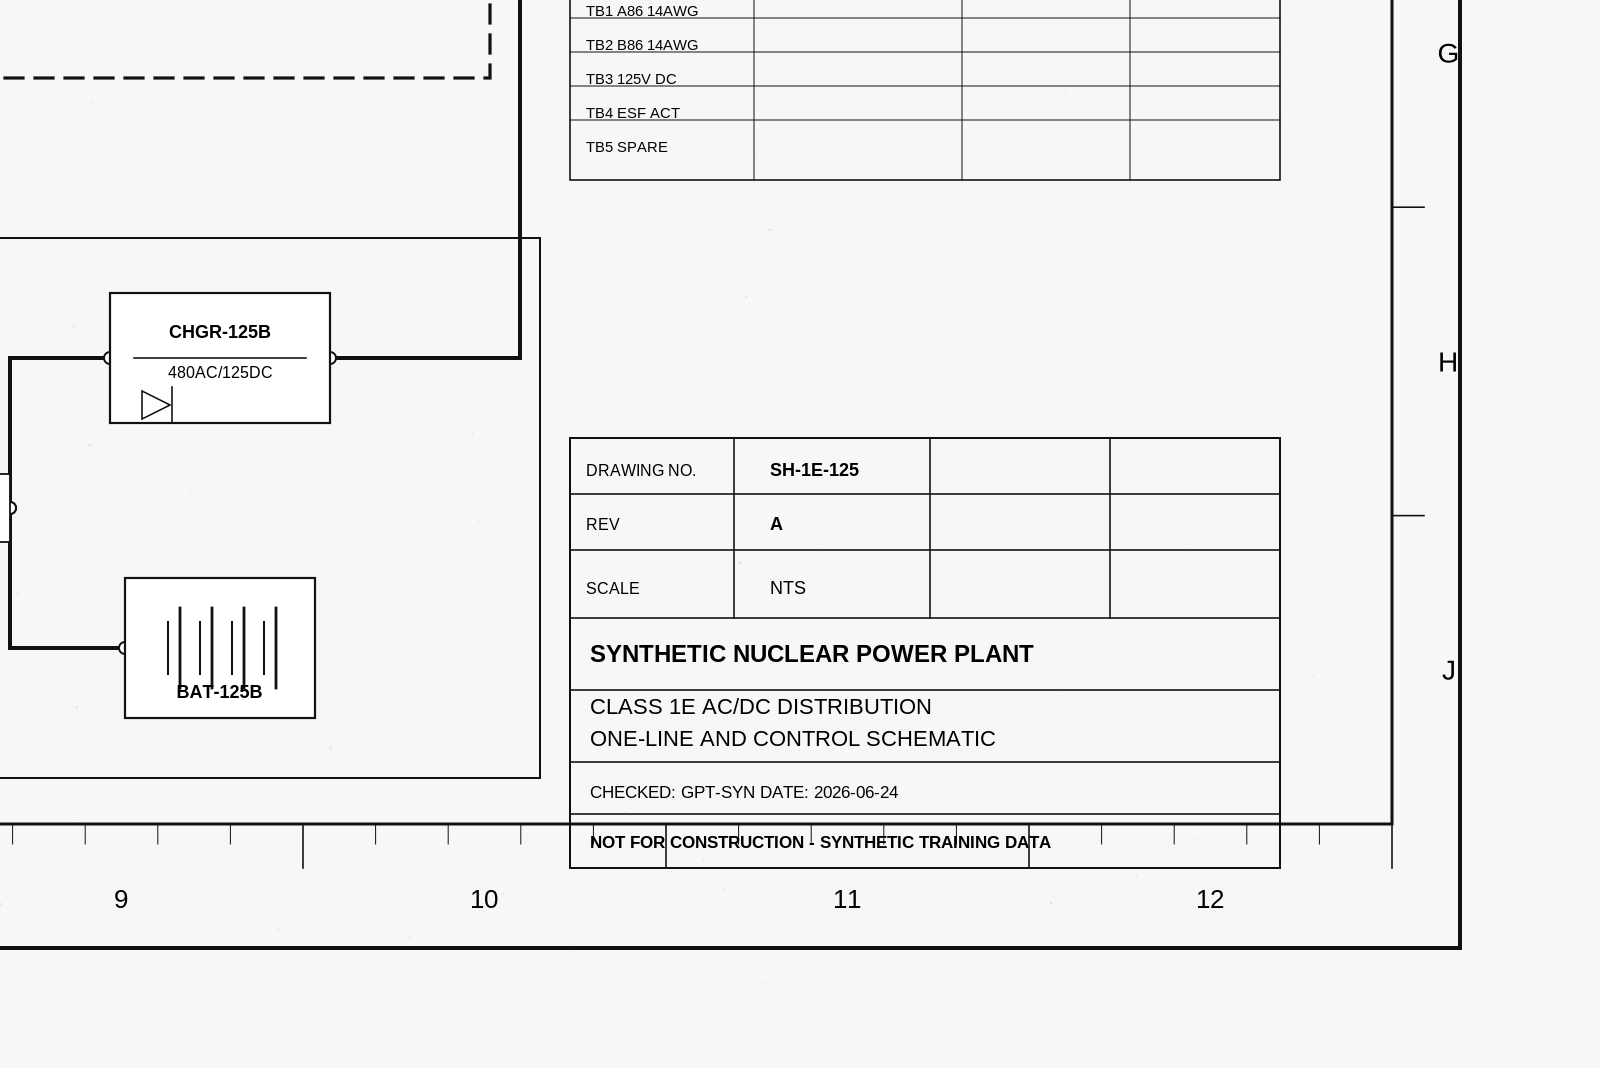 TB1 A86 14AWG
TB2 B86 14AWG
TB3 125V DC
TB4 ESF ACT
TB5 SPARE
G
CHGR-125B
480AC/125DC
H
DRAWING NO. SH-1E-125
REV A
SCALE NTS
BAT-125B
SYNTHETIC NUCLEAR POWER PLANT
J
CLASS 1E AC/DC DISTRIBUTION
ONE-LINE AND CONTROL SCHEMATIC
CHECKED: GPT-SYN DATE: 2026-06-24
NOT FOR CONSTRUCTION - SYNTHETIC TRAINING DATA
9 10 11 12